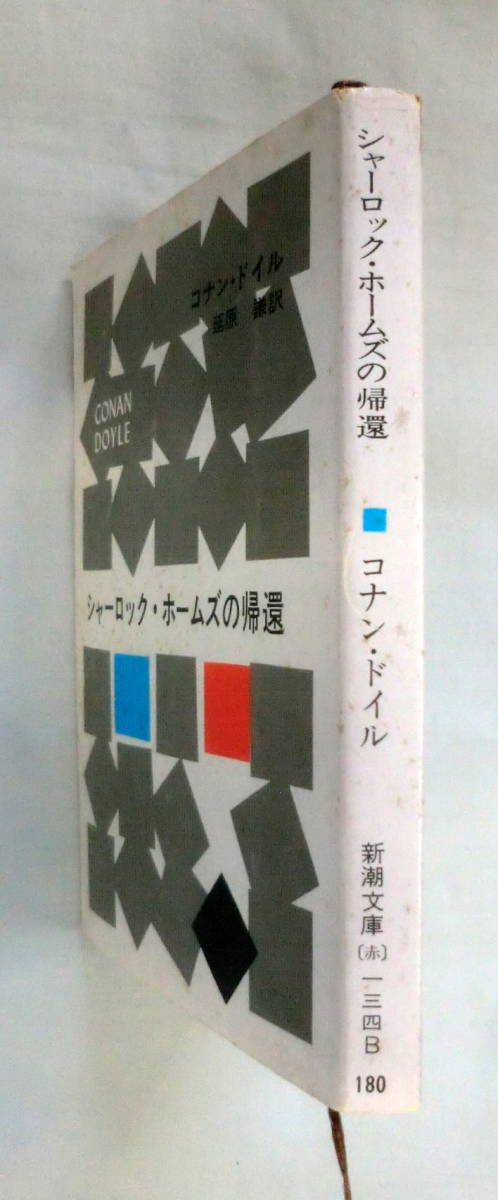 コナン・ドイル
延原 謙訳
CONAN
DOYLE
シャーロック・ホームズの帰還
シャーロック・ホームズの帰還
コナン・ドイル
新潮文庫
〔赤〕
一三四B
180